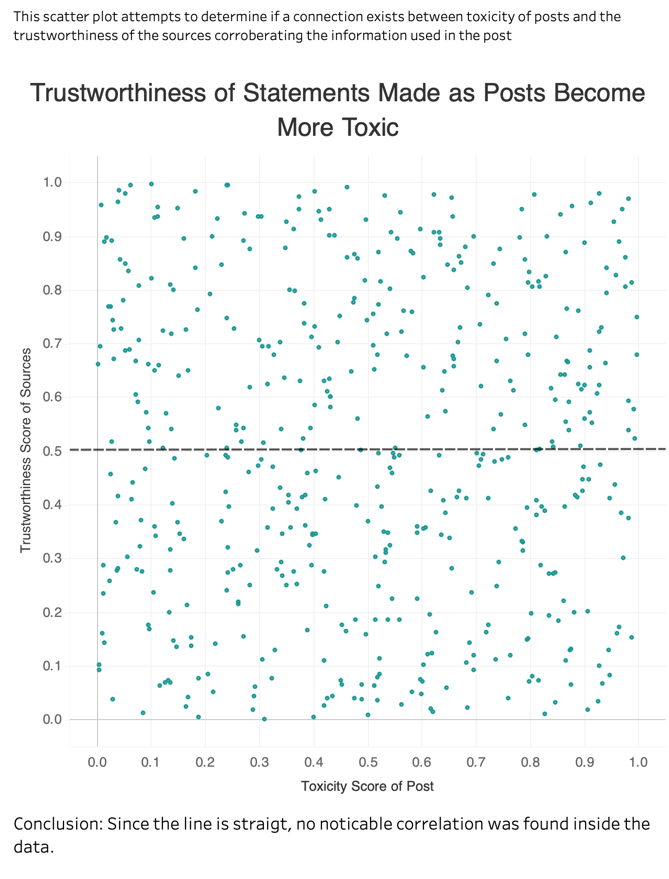 This scatter plot attempts to determine if a connection exists between toxicity of posts and the
trustworthiness of the sources corroberating the information used in the post
Trustworthiness of Statements Made as Posts Become
More Toxic
Trustworthiness Score of Sources
1.0
0.9
0.8
0.7
0.6
0.5
0.4
0.3
0.2
0.1
0.0
0.0 0.1 0.2 0.3 0.4 0.5 0.6 0.7 0.8 0.9 1.0
Toxicity Score of Post
Conclusion: Since the line is straigt, no noticable correlation was found inside the
data.